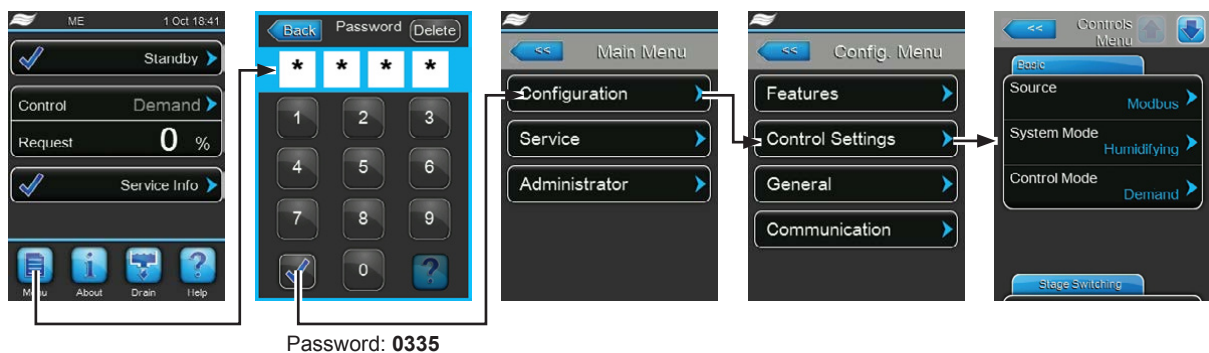 ME 1 Oct 18:41
Standby
Control Demand
Request 0 %
Service Info
Menu About Drain Help
Back Password Delete
* * * *
1 2 3
4 5 6
7 8 9
0 ?
Password: 0335
<< Main Menu
Configuration
Service
Administrator
<< Config. Menu
Features
Control Settings
General
Communication
<< Controls
Menu
Basic
Source
Modbus
System Mode
Humidifying
Control Mode
Demand
Stage Switching